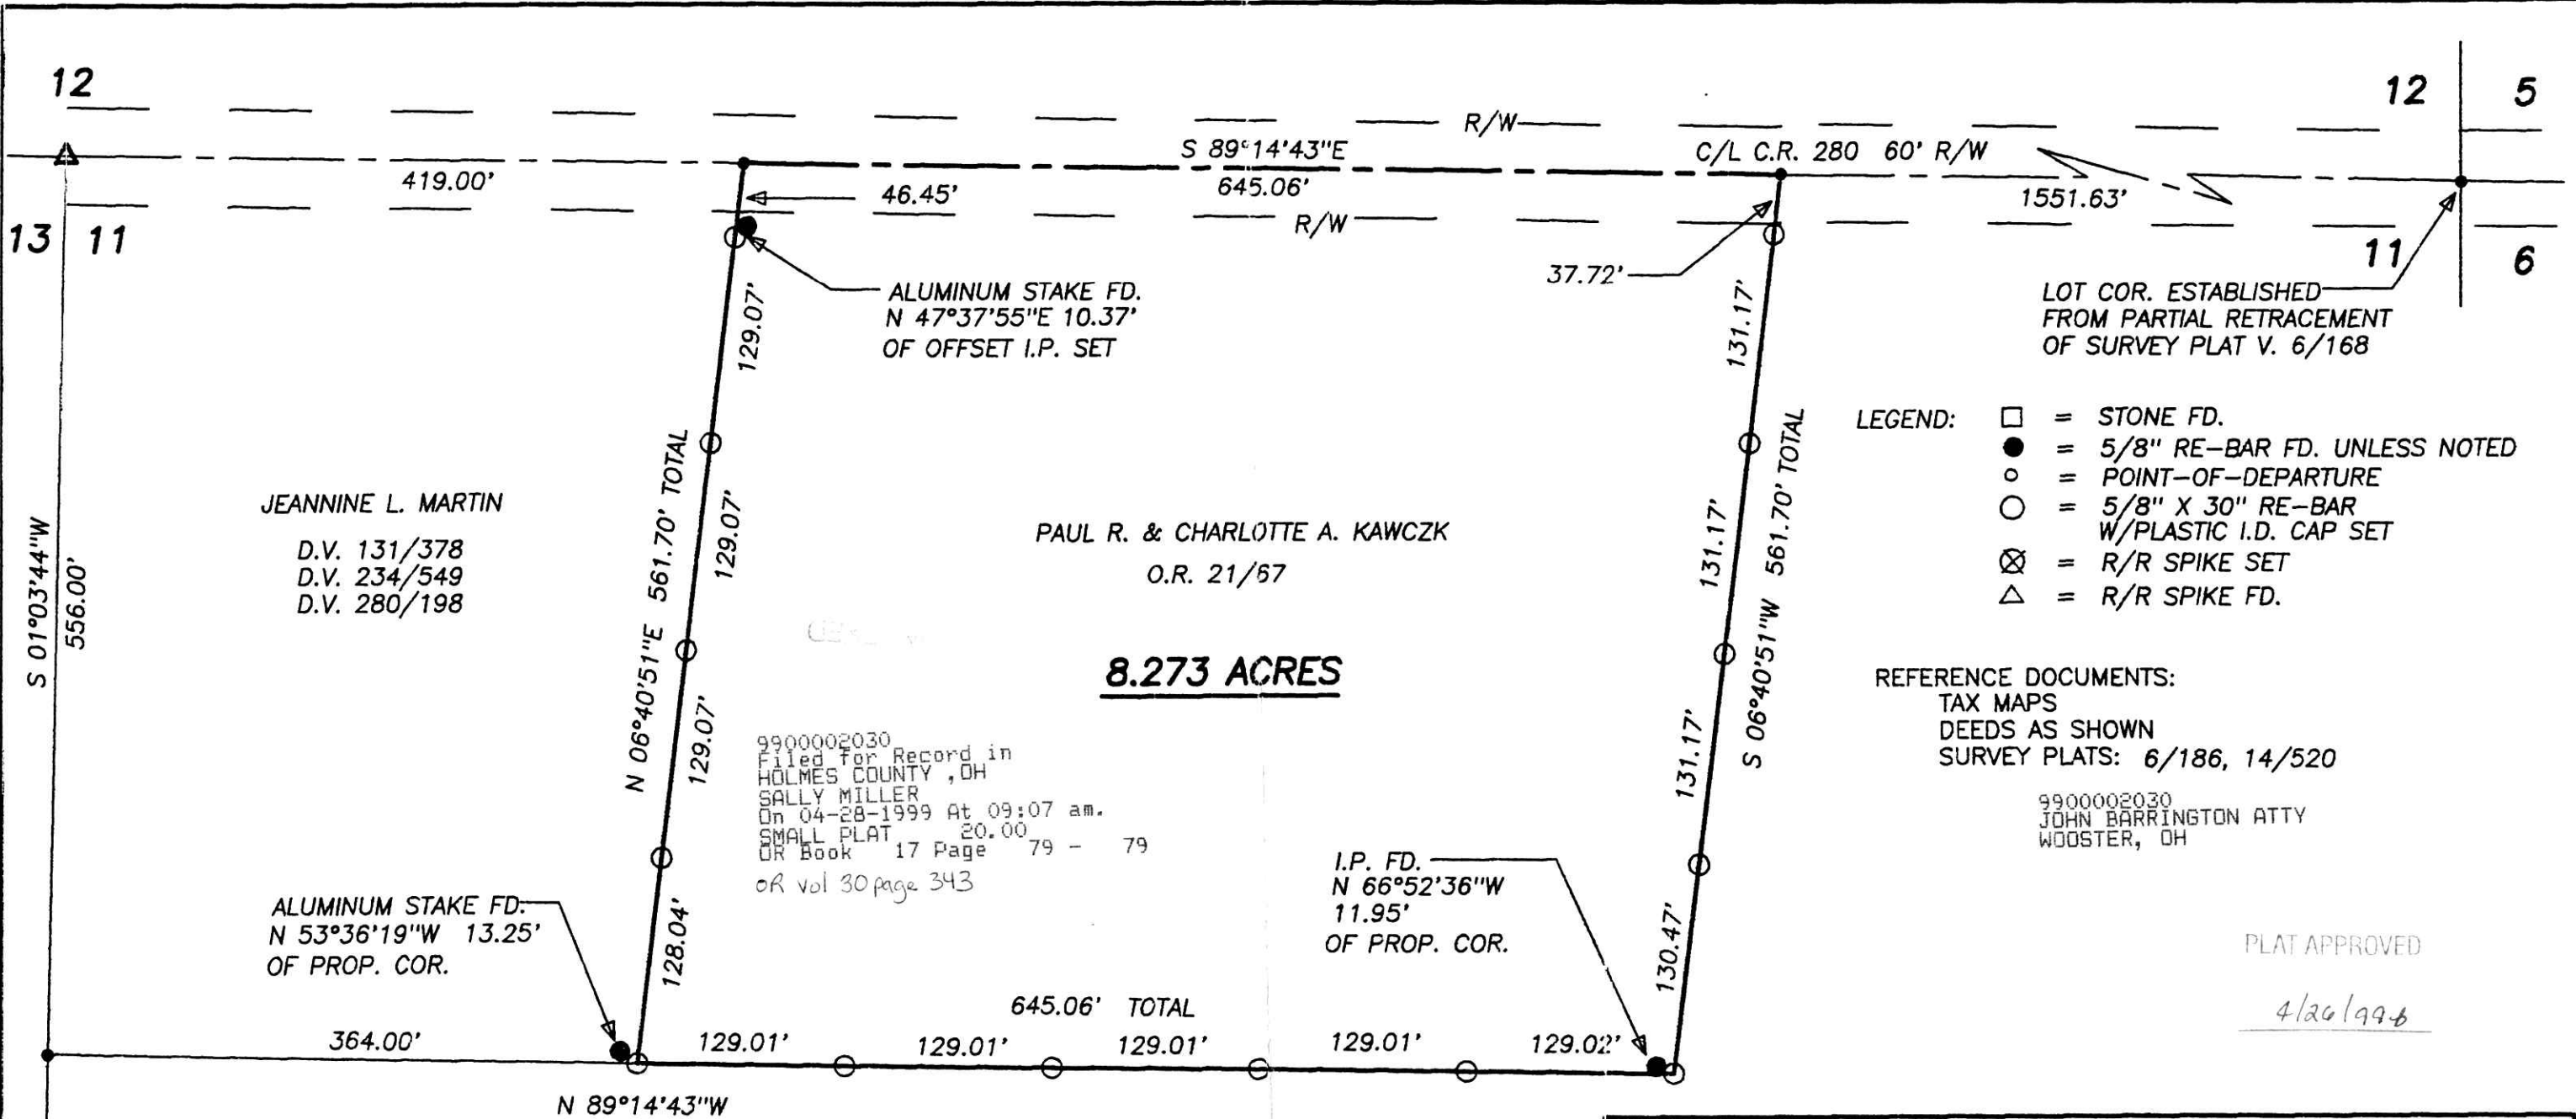 12
12 5
R/W
S 89°14'43"E
C/L C.R. 280 60' R/W
419.00'
46.45'
645.06'
1551.63'
R/W
13 11
11 6
37.72'
ALUMINUM STAKE FD.
N 47°37'55"E 10.37'
OF OFFSET I.P. SET
LOT COR. ESTABLISHED
FROM PARTIAL RETRACEMENT
OF SURVEY PLAT V. 6/168
129.07'
131.17'
LEGEND:
□ = STONE FD.
● = 5/8" RE-BAR FD. UNLESS NOTED
○ = POINT-OF-DEPARTURE
○ = 5/8" X 30" RE-BAR
W/PLASTIC I.D. CAP SET
⊗ = R/R SPIKE SET
△ = R/R SPIKE FD.
JEANNINE L. MARTIN
D.V. 131/378
D.V. 234/549
D.V. 280/198
S 01°03'44"W
556.00'
N 06°40'51"E 561.70' TOTAL
129.07'
PAUL R. & CHARLOTTE A. KAWCZK
O.R. 21/67
131.17'
S 06°40'51"W 561.70' TOTAL
8.273 ACRES
REFERENCE DOCUMENTS:
TAX MAPS
DEEDS AS SHOWN
SURVEY PLATS: 6/186, 14/520
129.07'
131.17'
9900002030
Filed for Record in
HOLMES COUNTY ,OH
SALLY MILLER
On 04-28-1999 At 09:07 am.
SMALL PLAT 20.00
OR Book 17 Page 79 - 79
OR vol 30 page 343
9900002030
JOHN BARRINGTON ATTY
WOOSTER, OH
ALUMINUM STAKE FD.
N 53°36'19"W 13.25'
OF PROP. COR.
128.04'
I.P. FD.
N 66°52'36"W
11.95'
OF PROP. COR.
130.47'
PLAT APPROVED
645.06' TOTAL
364.00'
129.01'
129.01'
129.01'
129.01'
129.02'
N 89°14'43"W